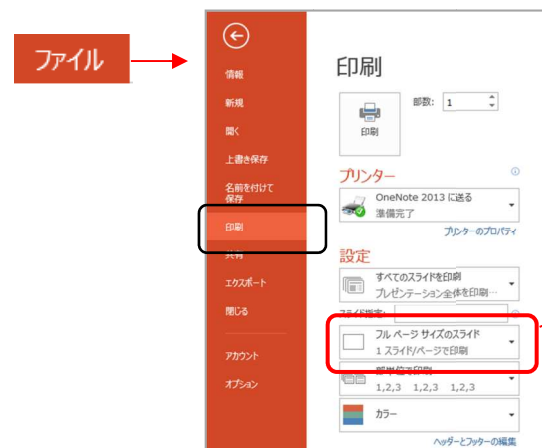 ファイル
情報
新規
開く
上書き保存
名前を付けて
保存
印刷
共有
エクスポート
閉じる
アカウント
オプション
印刷
部数: 1
印刷
プリンター
OneNote 2013 に送る
準備完了
プリンターのプロパティ
設定
すべてのスライドを印刷
プレゼンテーション全体を印刷…
スライド指定:
フル ページ サイズのスライド
1 スライド/ページで印刷
部単位で印刷
1,2,3 1,2,3 1,2,3
カラー
ヘッダーとフッターの編集